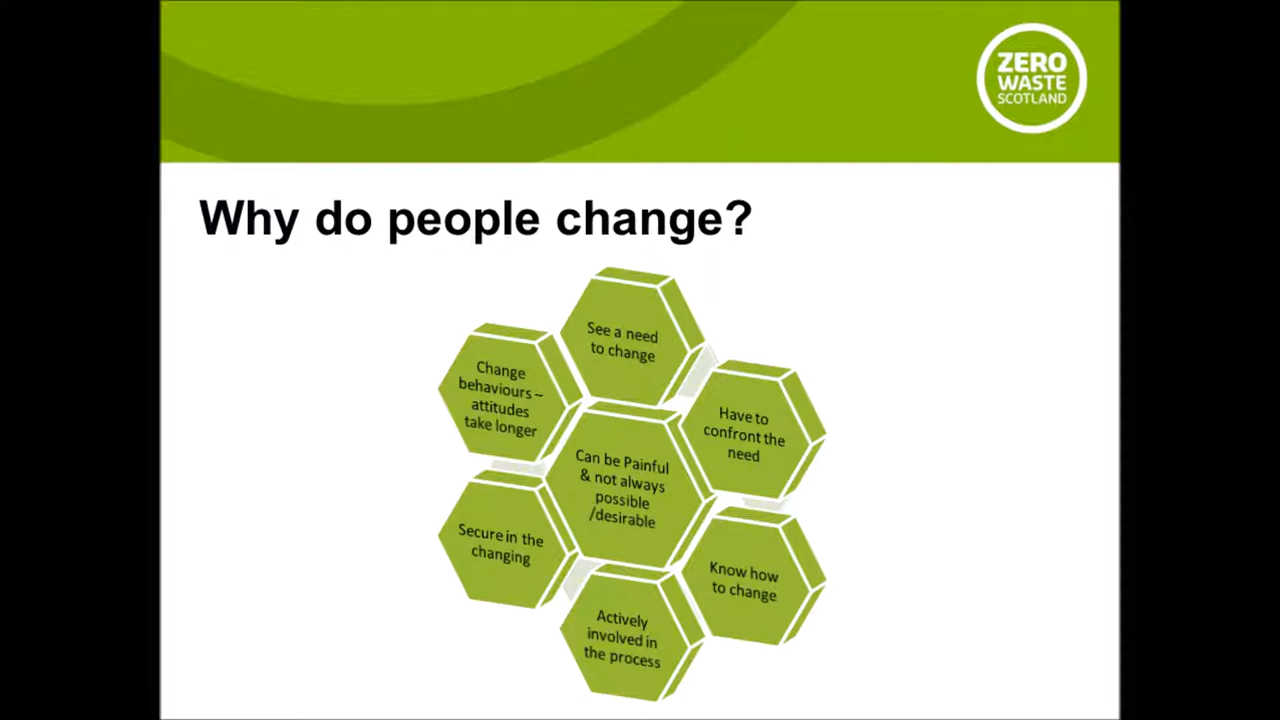 ZERO
WASTE
SCOTLAND
Why do people change?
See a need
to change
Have to
confront the
need
Know how
to change
Actively
involved in
the process
Secure in the
changing
Change
behaviours –
attitudes
take longer
Can be Painful
& not always
possible
/desirable